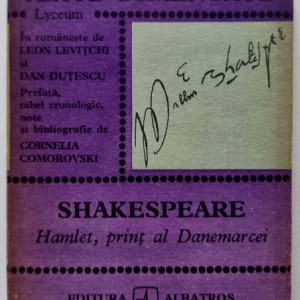 Lyceum
În românește de
LEON LEVIȚCHI
și
DAN DUȚESCU
Prefață,
tabel cronologic,
note
și bibliografie de
CORNELIA
COMOROVSKI
SHAKESPEARE
Hamlet, prinț al Danemarcei
EDITURA
ALBATROS